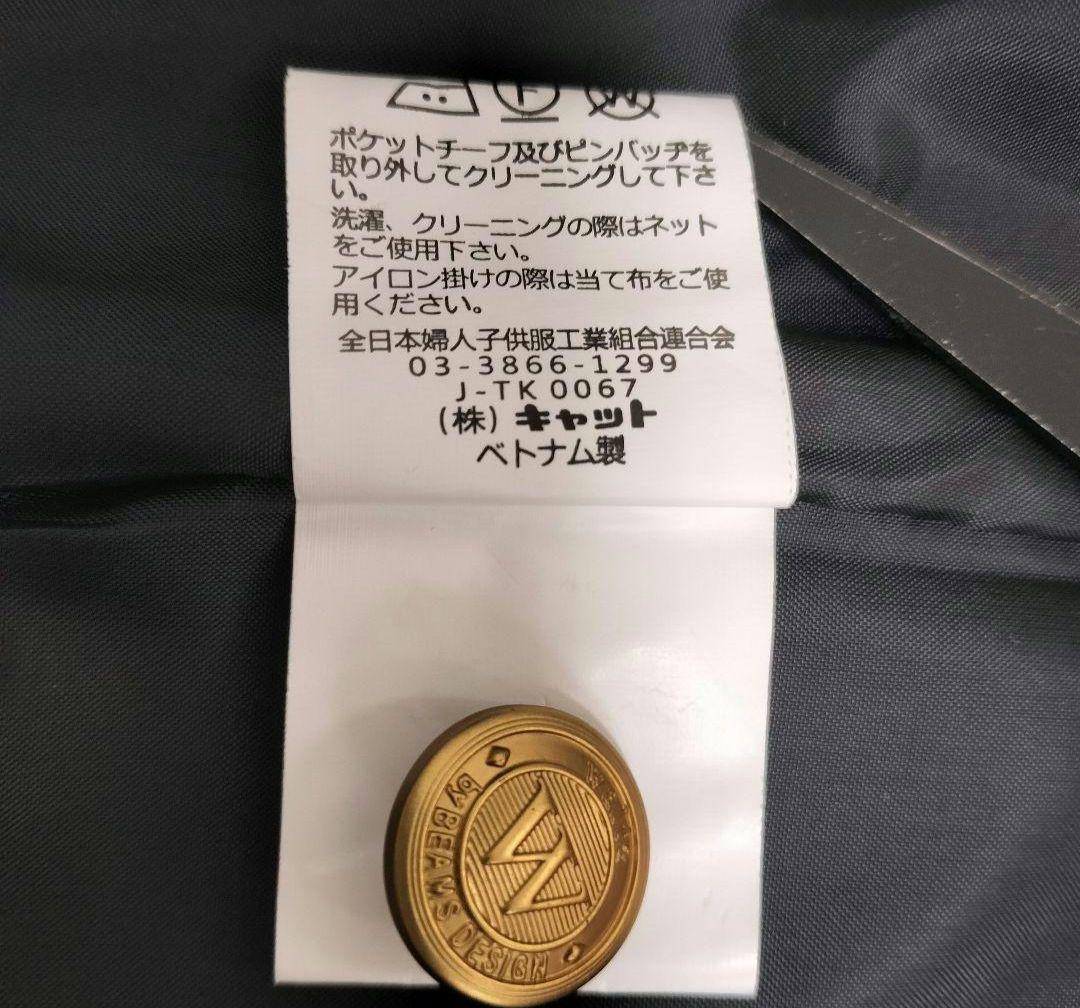 ポケットチーフ及びピンバッヂを
取り外してクリーニングして下さ
い。
洗濯、クリーニングの際はネット
をご使用下さい。
アイロン掛けの際は当て布をご使
用ください。
全日本婦人子供服工業組合連合会
03-3866-1299
J-TK0067
(株)キャット
ベトナム製
W
by BEAMS DESIGN